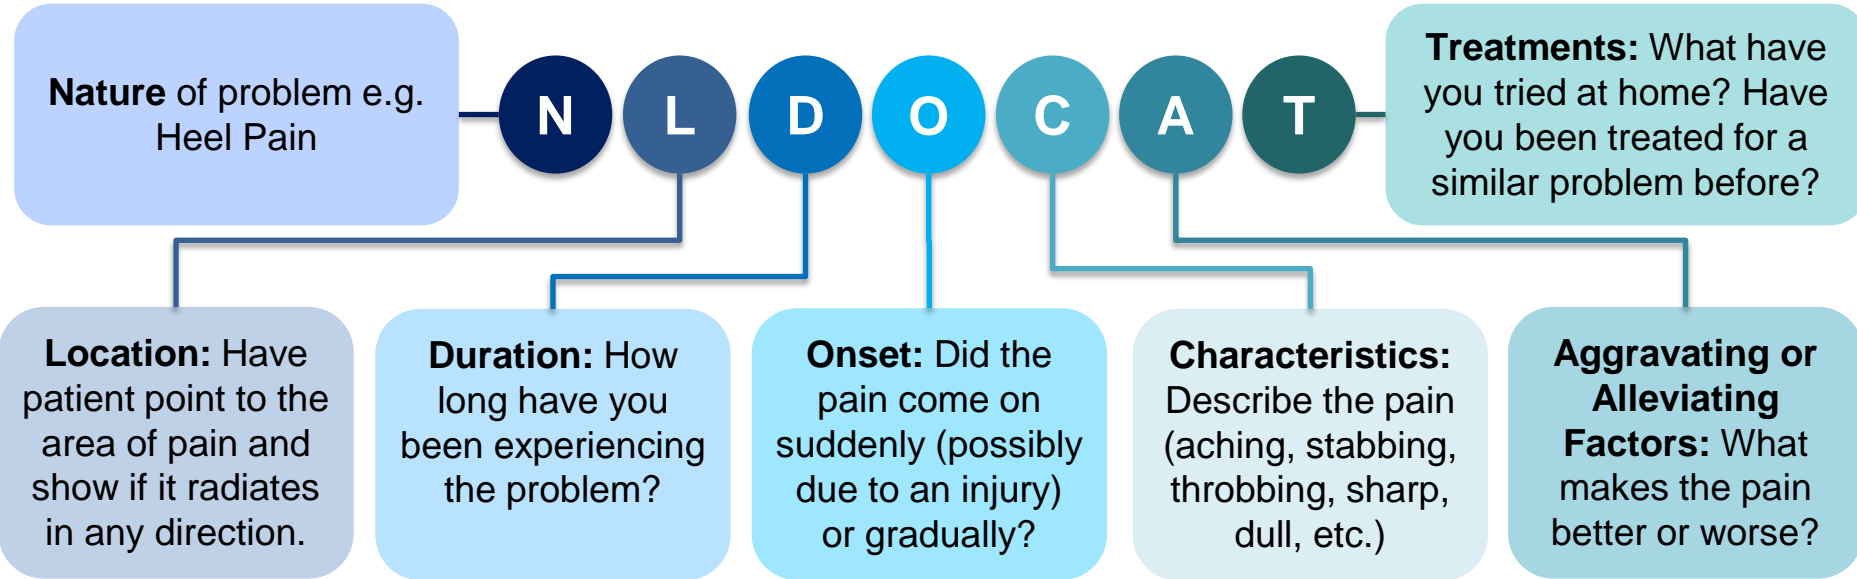 Nature of problem e.g.
Heel Pain
N L D O C A T
Treatments: What have
you tried at home? Have
you been treated for a
similar problem before?
Location: Have
patient point to the
area of pain and
show if it radiates
in any direction.
Duration: How
long have you
been experiencing
the problem?
Onset: Did the
pain come on
suddenly (possibly
due to an injury)
or gradually?
Characteristics:
Describe the pain
(aching, stabbing,
throbbing, sharp,
dull, etc.)
Aggravating or
Alleviating
Factors: What
makes the pain
better or worse?